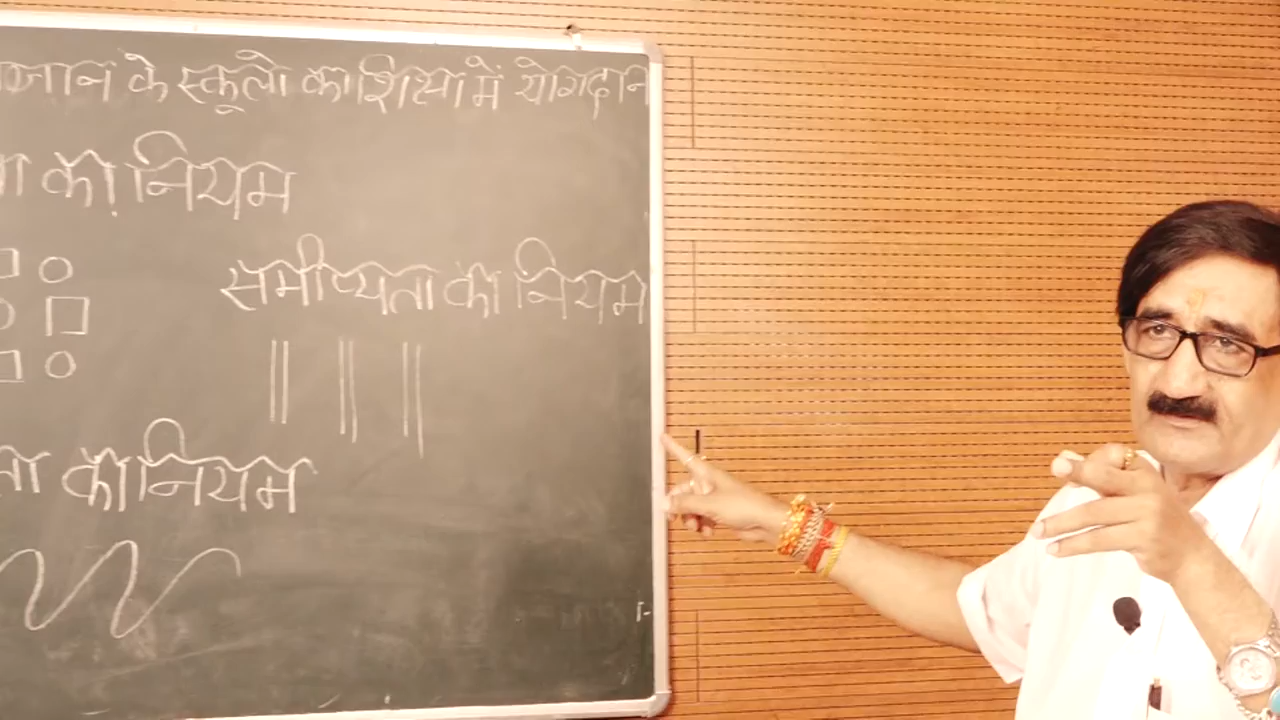 के स्कूलो का शिक्षा में योगदान
का नियम
समीप्यता का नियम
का नियम